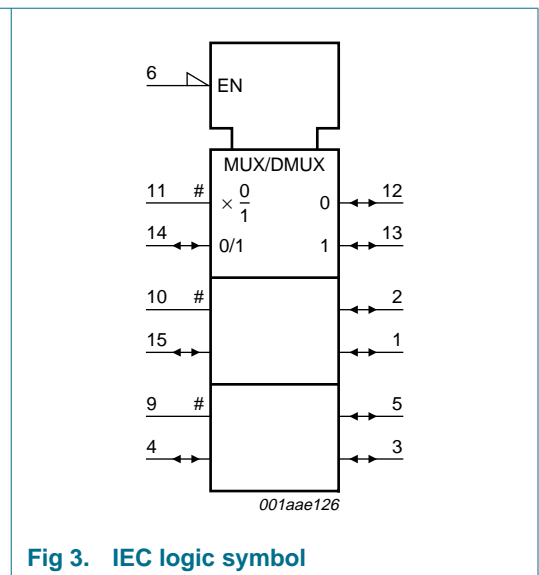 6 EN
MUX/DMUX
11 # × 0/1 0 12
14 0/1 1 13
10 # 2
15 1
9 # 5
4 3
001aae126
Fig 3. IEC logic symbol